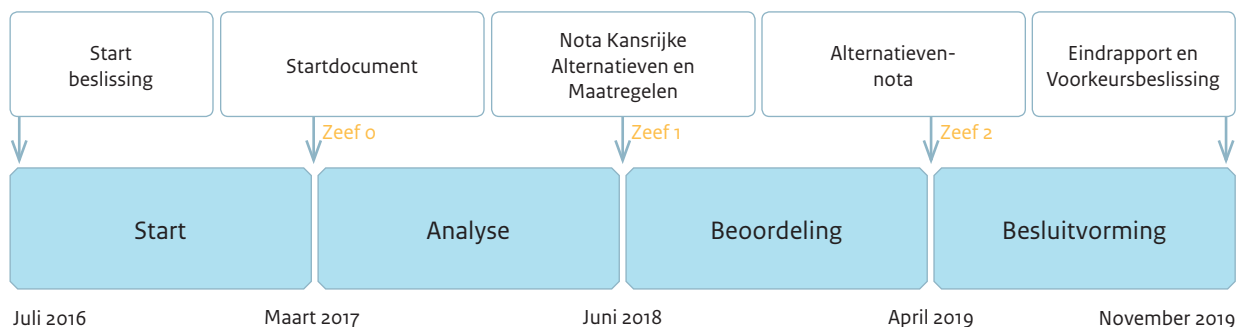 Start
beslissing
Startdocument
Nota Kansrijke
Alternatieven en
Maatregelen
Alternatieven-
nota
Eindrapport en
Voorkeursbeslissing
Zeef 0
Zeef 1
Zeef 2
Start
Analyse
Beoordeling
Besluitvorming
Juli 2016
Maart 2017
Juni 2018
April 2019
November 2019